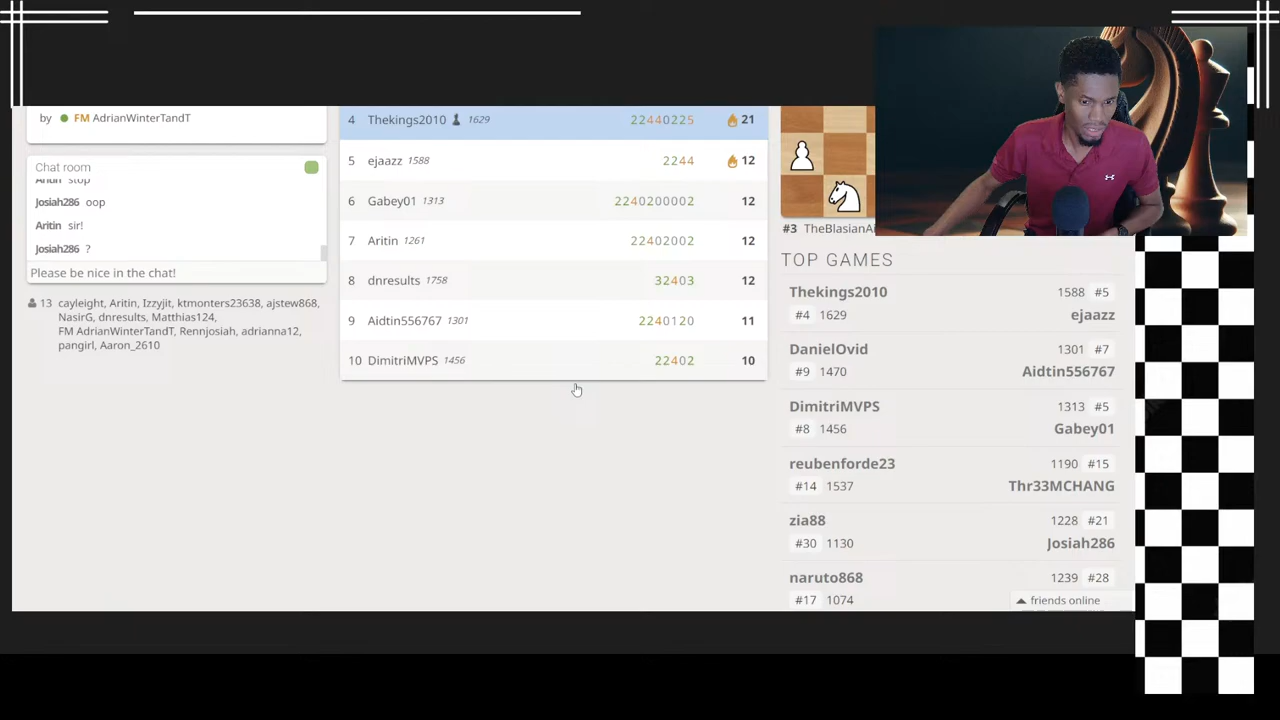 by FM AdrianWinterTandT
Chat room
Aritin stop
Josiah286 oop
Aritin sir!
Josiah286 ?
Please be nice in the chat!
13 cayleight, Aritin, Izzyjit, ktmonters23638, ajstew868,
NasirG, dnresults, Matthias124,
FM AdrianWinterTandT, Rennjosiah, adrianna12,
pangirl, Aaron_2610
4 Thekings2010 1629 22440225 21
5 ejaazz 1588 2244 12
6 Gabey01 1313 2240200002 12
7 Aritin 1261 22402002 12
8 dnresults 1758 32403 12
9 Aidtin556767 1301 2240120 11
10 DimitriMVPS 1456 22402 10
#3
TOP GAMES
Thekings2010 1588 #5
#4 1629 ejaazz
DanielOvid 1301 #7
#9 1470 Aidtin556767
DimitriMVPS 1313 #5
#8 1456 Gabey01
reubenforde23 1190 #15
#14 1537 Thr33MCHANG
zia88 1228 #21
#30 1130 Josiah286
naruto868 1239 #28
#17 1074
friends online